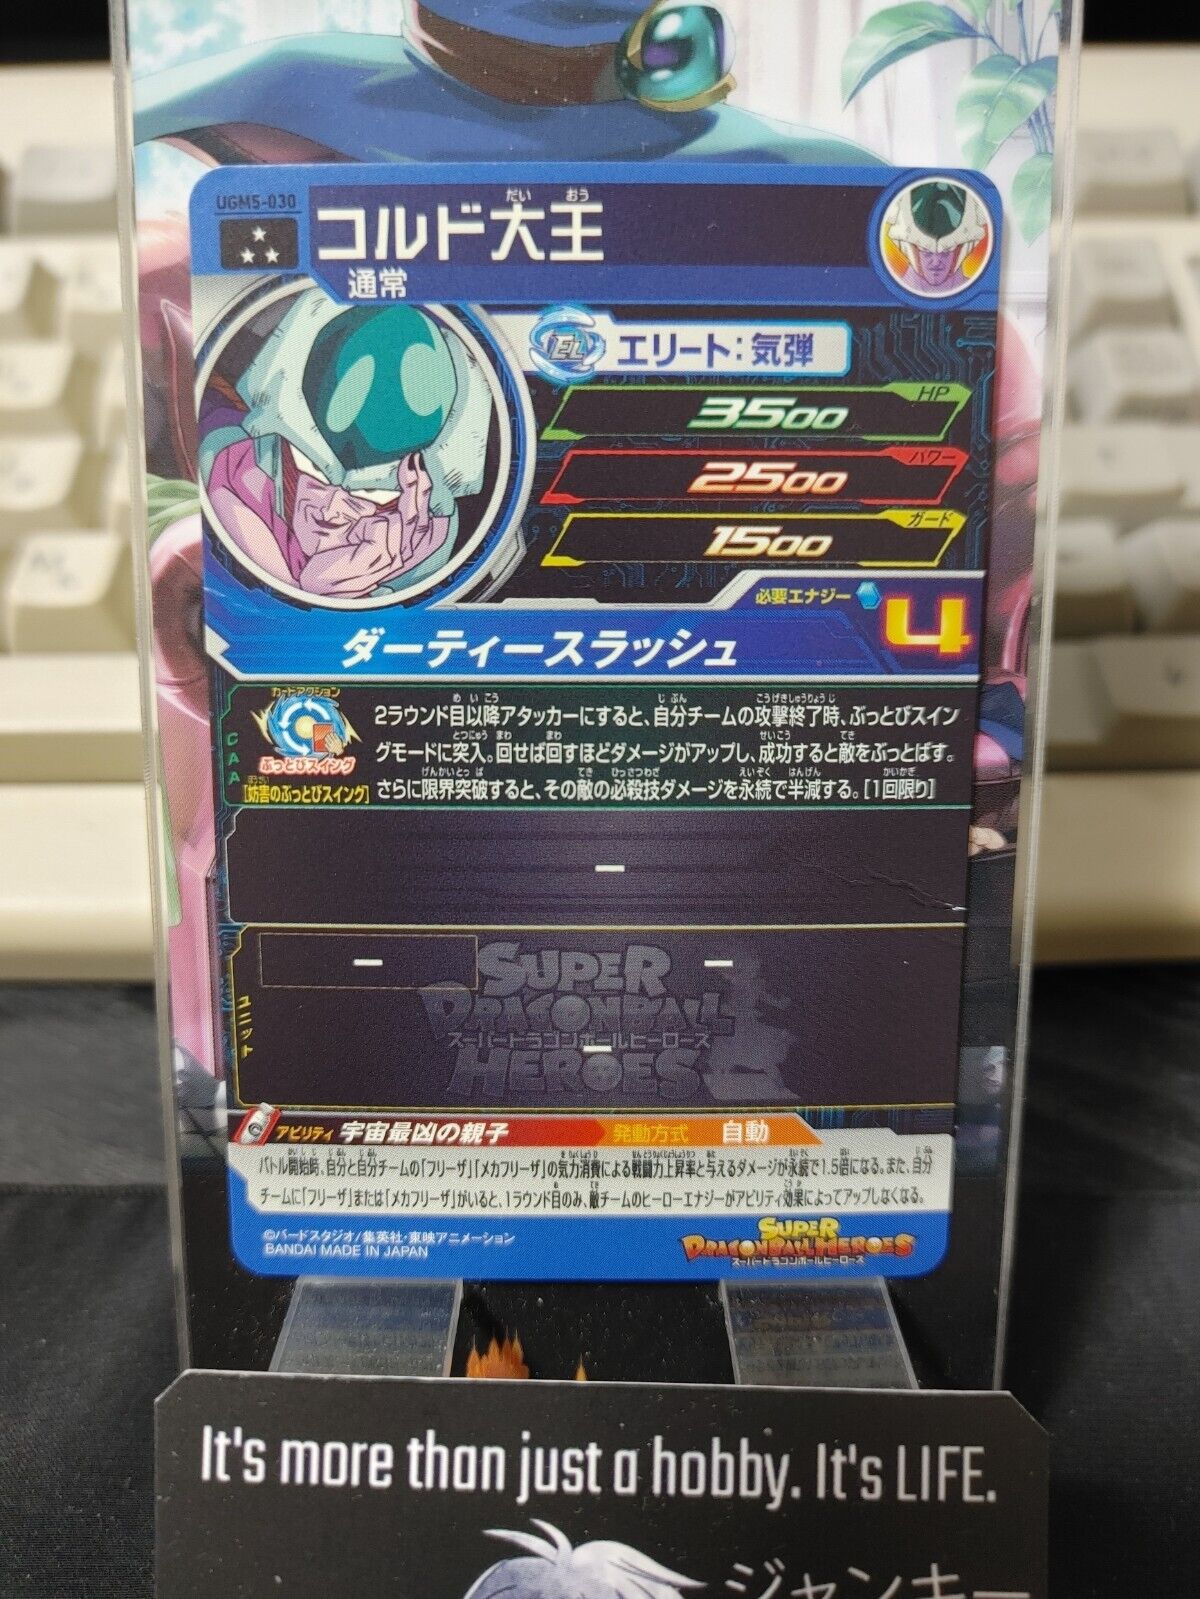 UGM5-030
コルド大王
だい おう
通常
EL
エリート:気弾
HP
3500
パワー
2500
ガード
1500
必要エナジー 4
ダーティースラッシュ
CAA
カードアクション
ぶっとびスイング
[妨害のぶっとびスイング]
2ラウンド目以降アタッカーにすると、自分チームの攻撃終了時、ぶっとびスイン
グモードに突入。回せば回すほどダメージがアップし、成功すると敵をぶっとばす。
さらに限界突破すると、その敵の必殺技ダメージを永続で半減する。[1回限り]
-
ユニット
- -
-
SUPER
DRAGONBALL
スーパードラゴンボールヒーローズ
HEROES
アビリティ 宇宙最凶の親子 発動方式 自動
バトル開始時、自分と自分チームの「フリーザ」「メカフリーザ」の気力消費による戦闘力上昇率と与えるダメージが永続で1.5倍になる。また、自分
チームに「フリーザ」または「メカフリーザ」がいると、1ラウンド目のみ、敵チームのヒーローエナジーがアビリティ効果によってアップしなくなる。
©バードスタジオ/集英社・東映アニメーション
BANDAI MADE IN JAPAN
SUPER
DRAGONBALL HEROES
スーパードラゴンボールヒーローズ
It's more than just a hobby. It's LIFE.
ジャンキー